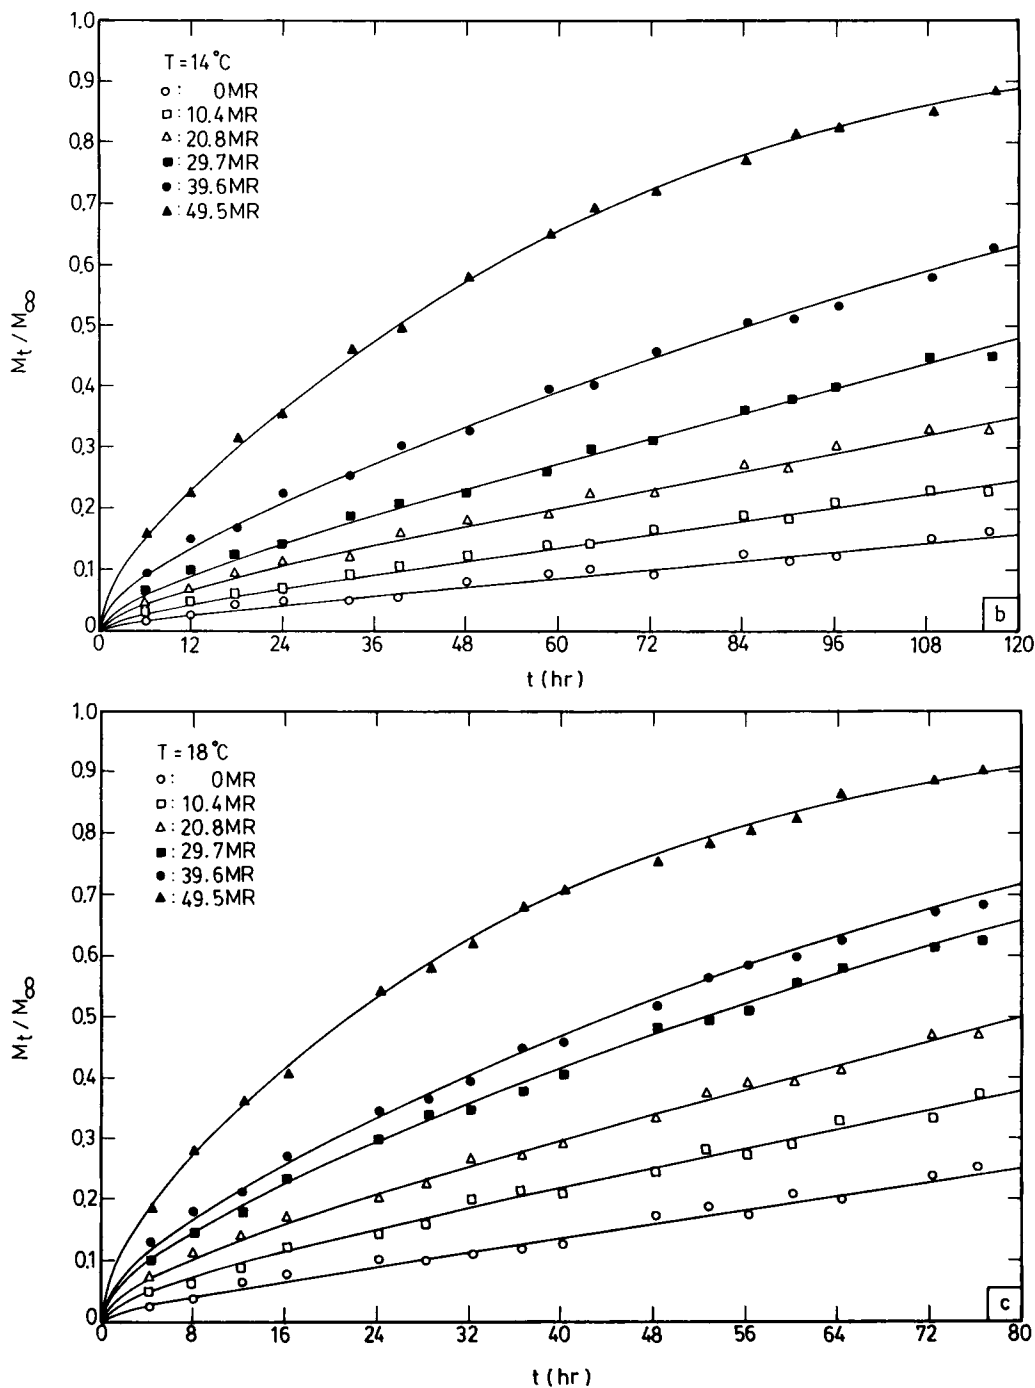 1.0
0.9
0.8
0.7
0.6
0.5
0.4
0.3
0.2
0.1
0
T=14°C
○: 0MR
□: 10.4MR
△: 20.8MR
■: 29.7MR
●: 39.6MR
▲: 49.5MR
Mt / M∞
b
0 12 24 36 48 60 72 84 96 108 120
t (hr)
1.0
0.9
0.8
0.7
0.6
0.5
0.4
0.3
0.2
0.1
0
T = 18°C
○: 0MR
□: 10.4MR
△: 20.8MR
■: 29.7MR
●: 39.6MR
▲: 49.5MR
Mt / M∞
c
0 8 16 24 32 40 48 56 64 72 80
t (hr)